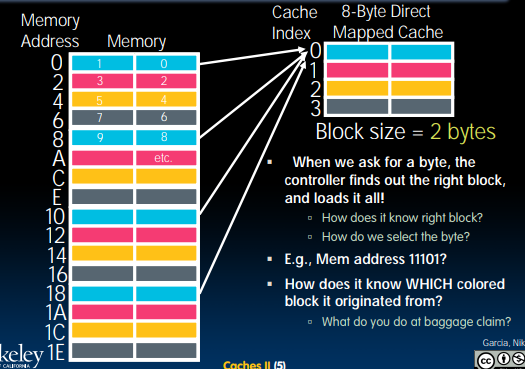 Memory
Address Memory
Cache
Index
8-Byte Direct
Mapped Cache
0 1 0
2 3 2
4 5 4
6 7 6
8 9 8
A etc.
C
E
10
12
14
16
18
1A
1C
1E
0
1
2
3
Block size = 2 bytes
When we ask for a byte, the
controller finds out the right block,
and loads it all!
How does it know right block?
How do we select the byte?
E.g., Mem address 11101?
How does it know WHICH colored
block it originated from?
What do you do at baggage claim?
Garcia, Nik
keley
CALIFORNIA
Caches II (5)
cc